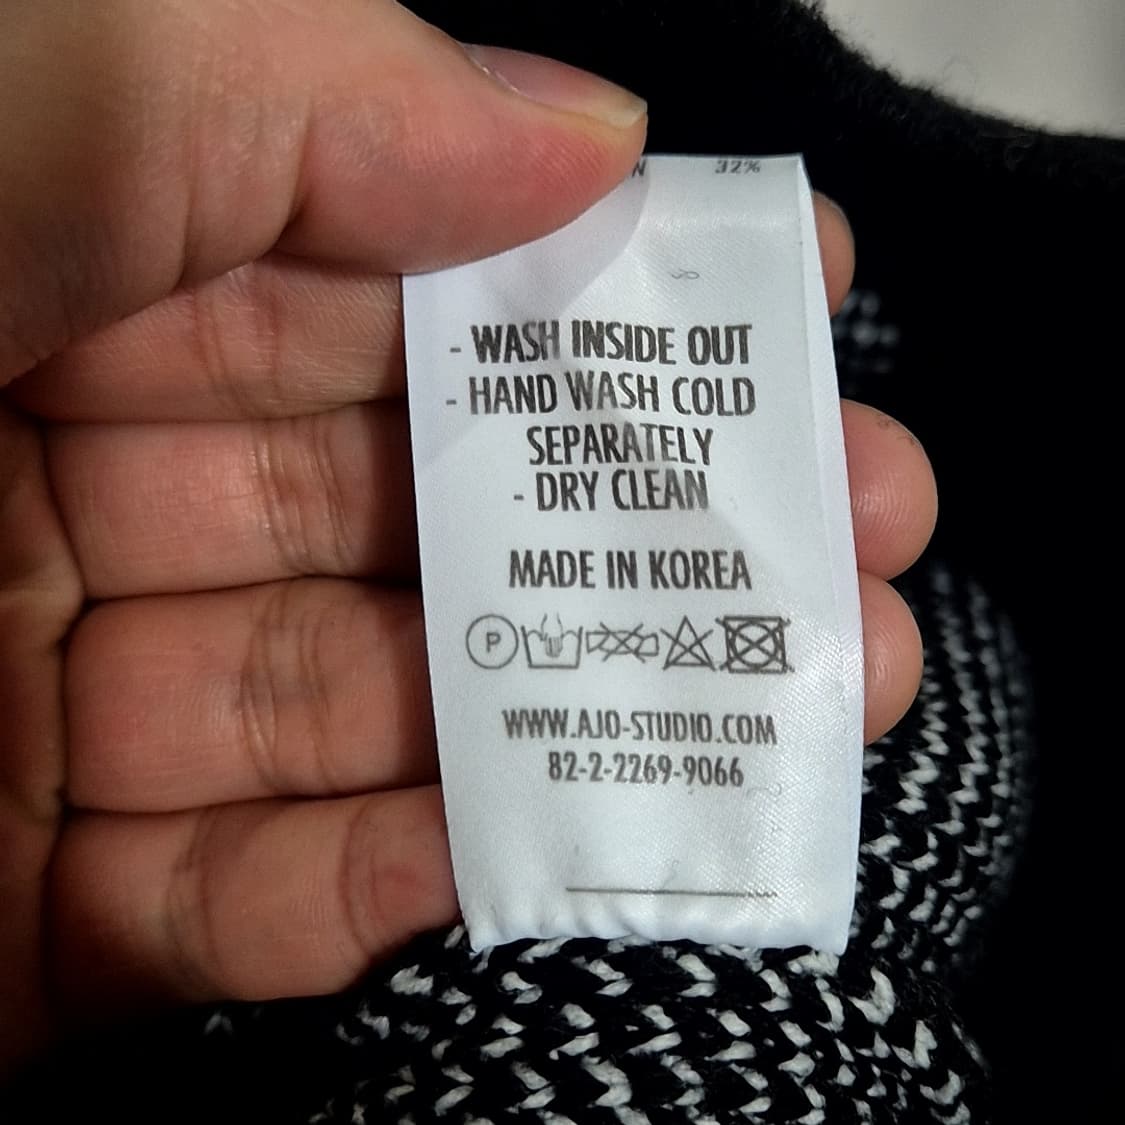 32%
- WASH INSIDE OUT
- HAND WASH COLD
SEPARATELY
- DRY CLEAN
MADE IN KOREA
P
WWW.AJO-STUDIO.COM
82-2-2269-9066